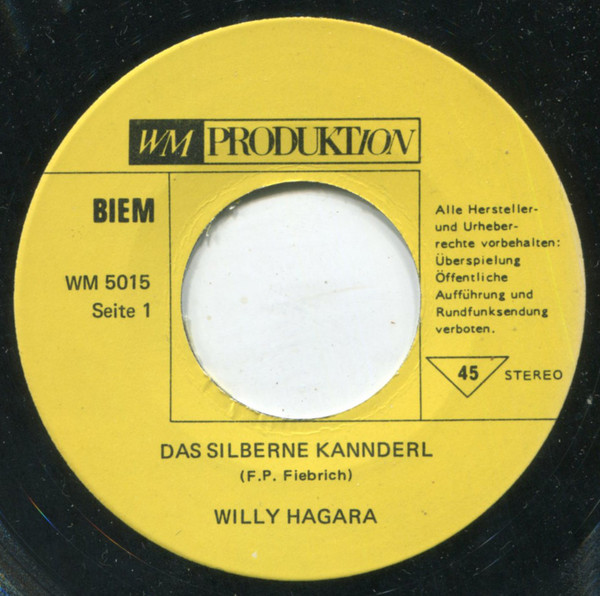 WM PRODUKTION
BIEM
WM 5015
Seite 1
Alle Hersteller-
und Urheber-
rechte vorbehalten:
Überspielung
Öffentliche
Aufführung und
Rundfunksendung
verboten.
45 STEREO
DAS SILBERNE KANNDERL
(F.P. Fiebrich)
WILLY HAGARA